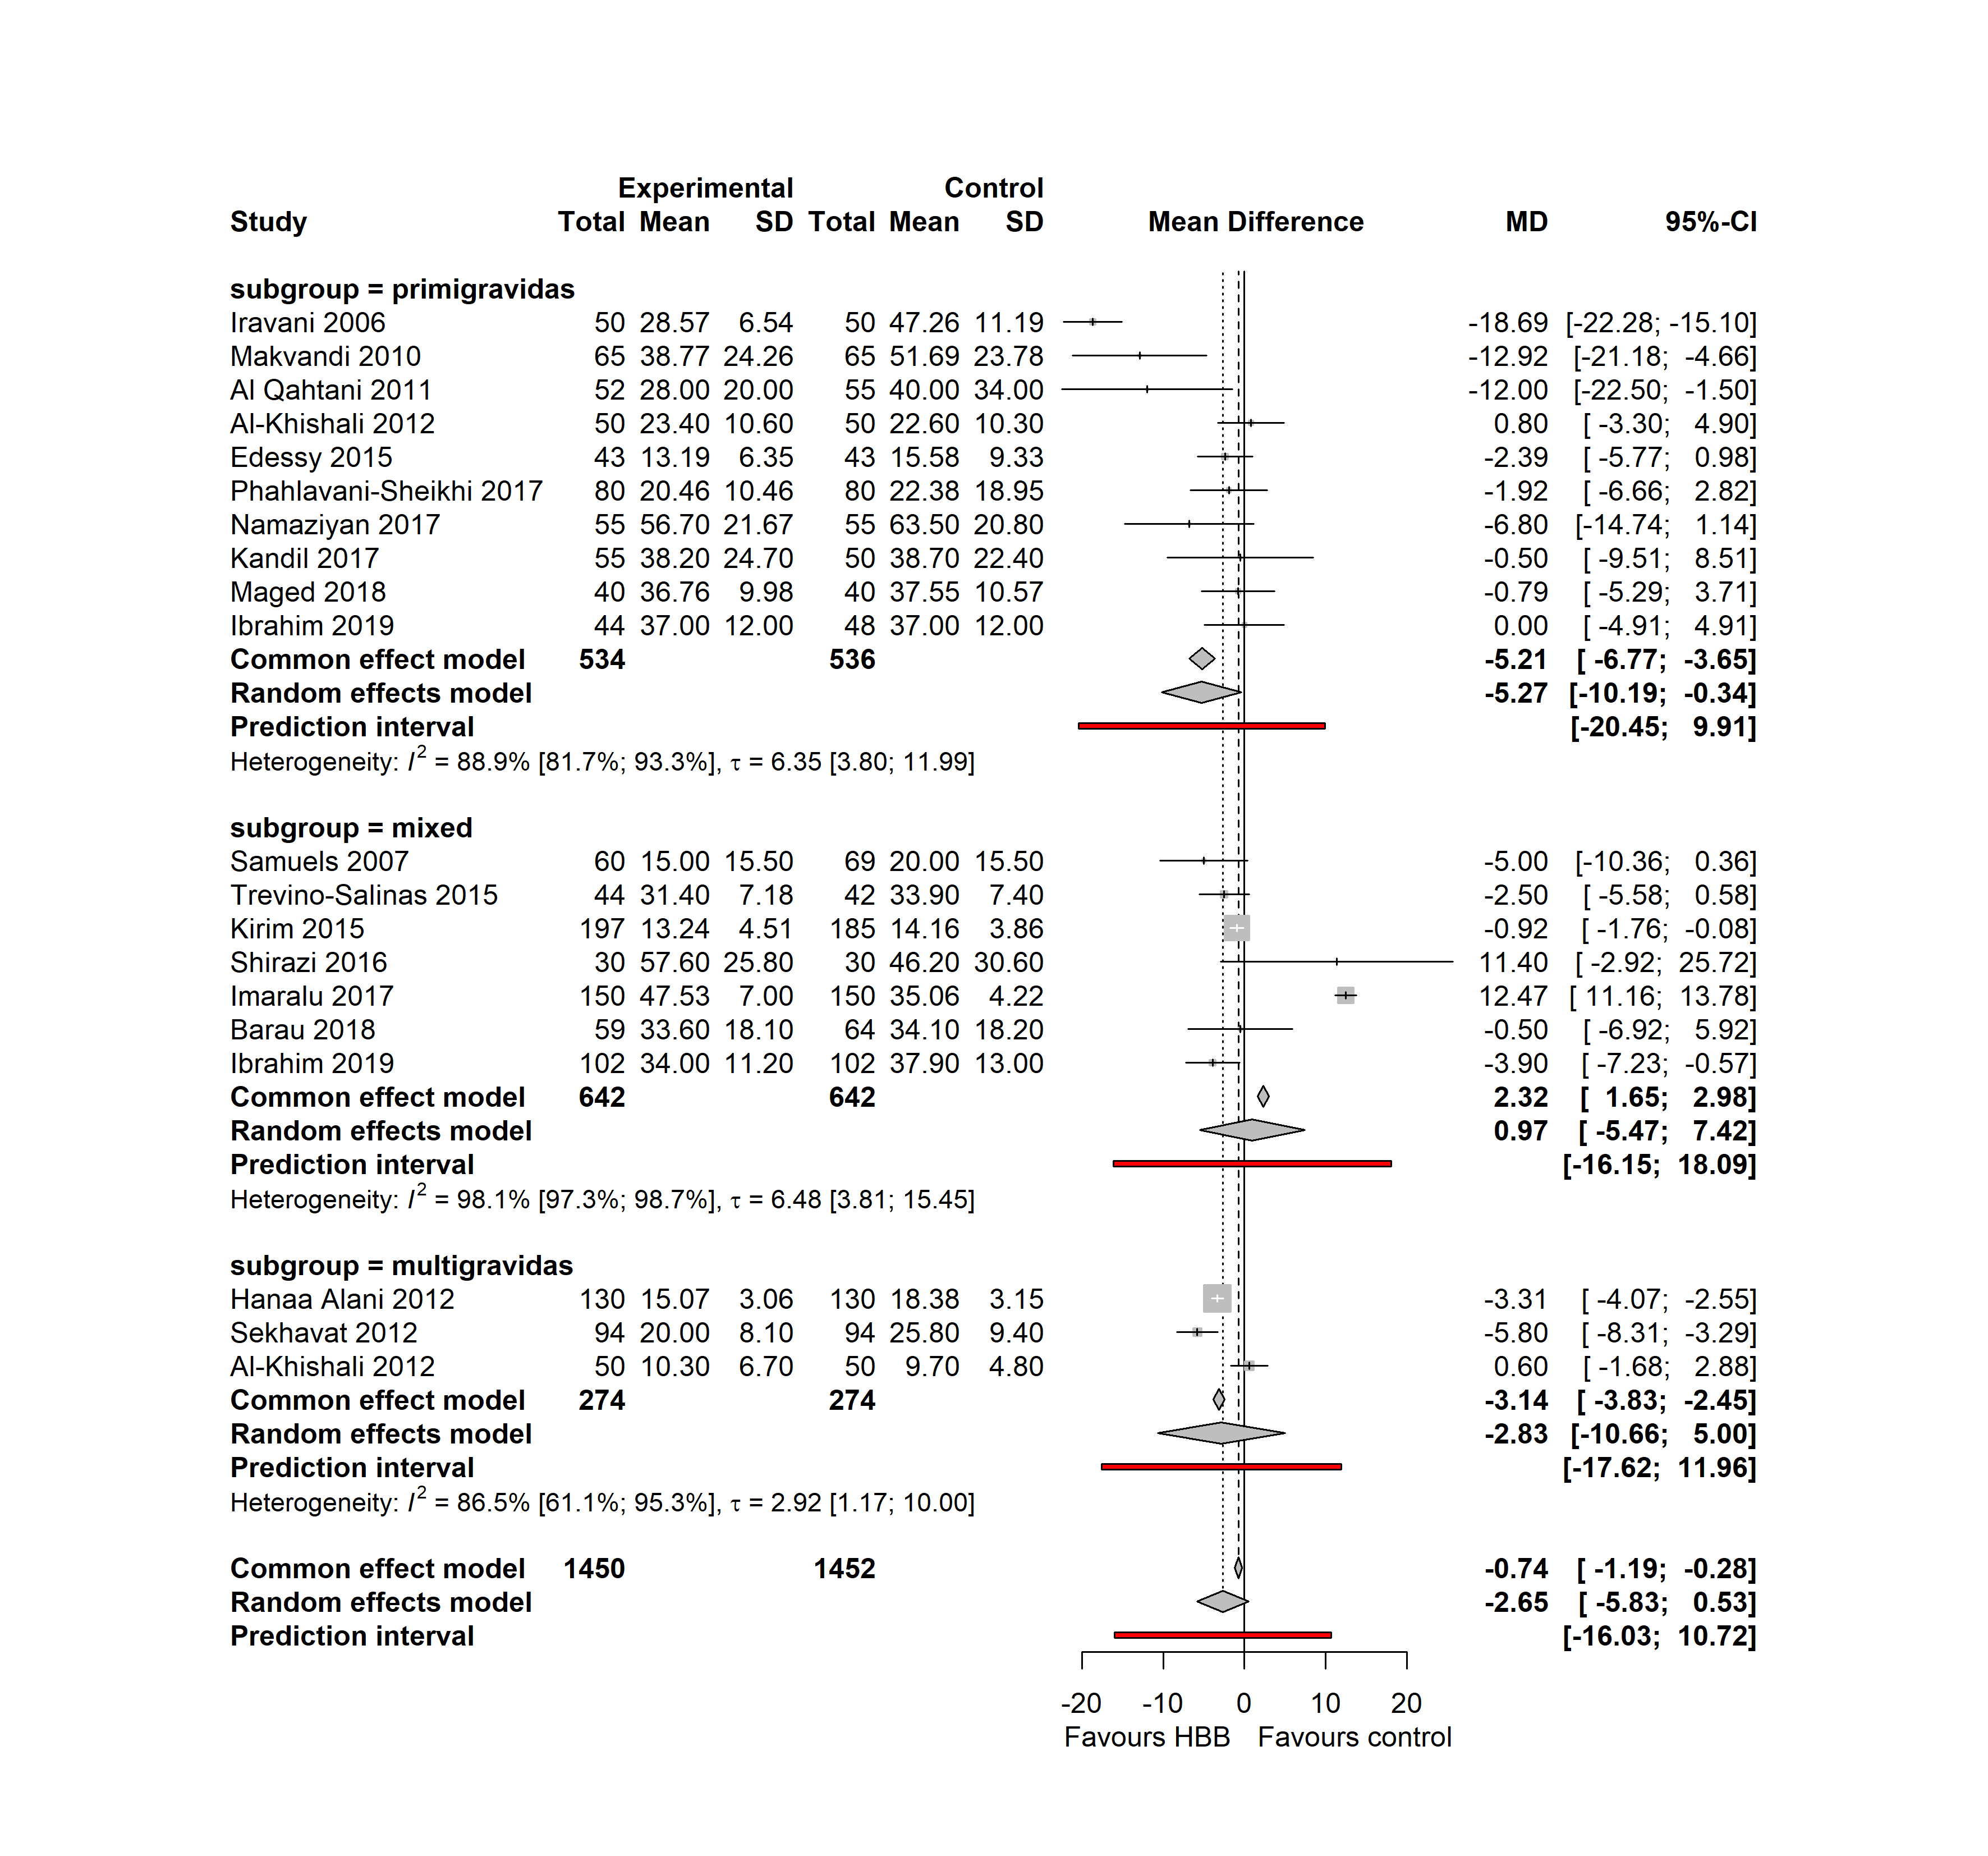 Experimental Control
Study Total Mean SD Total Mean SD Mean Difference MD 95%-CI
subgroup = primigravidas
Iravani 2006 50 28.57 6.54 50 47.26 11.19 -18.69 [-22.28; -15.10]
Makvandi 2010 65 38.77 24.26 65 51.69 23.78 -12.92 [-21.18; -4.66]
Al Qahtani 2011 52 28.00 20.00 55 40.00 34.00 -12.00 [-22.50; -1.50]
Al-Khishali 2012 50 23.40 10.60 50 22.60 10.30 0.80 [ -3.30; 4.90]
Edessy 2015 43 13.19 6.35 43 15.58 9.33 -2.39 [ -5.77; 0.98]
Phahlavani-Sheikhi 2017 80 20.46 10.46 80 22.38 18.95 -1.92 [ -6.66; 2.82]
Namaziyan 2017 55 56.70 21.67 55 63.50 20.80 -6.80 [-14.74; 1.14]
Kandil 2017 55 38.20 24.70 50 38.70 22.40 -0.50 [ -9.51; 8.51]
Maged 2018 40 36.76 9.98 40 37.55 10.57 -0.79 [ -5.29; 3.71]
Ibrahim 2019 44 37.00 12.00 48 37.00 12.00 0.00 [ -4.91; 4.91]
Common effect model 534 536 -5.21 [ -6.77; -3.65]
Random effects model -5.27 [-10.19; -0.34]
Prediction interval [-20.45; 9.91]
Heterogeneity: I² = 88.9% [81.7%; 93.3%], τ = 6.35 [3.80; 11.99]
subgroup = mixed
Samuels 2007 60 15.00 15.50 69 20.00 15.50 -5.00 [-10.36; 0.36]
Trevino-Salinas 2015 44 31.40 7.18 42 33.90 7.40 -2.50 [ -5.58; 0.58]
Kirim 2015 197 13.24 4.51 185 14.16 3.86 -0.92 [ -1.76; -0.08]
Shirazi 2016 30 57.60 25.80 30 46.20 30.60 11.40 [ -2.92; 25.72]
Imaralu 2017 150 47.53 7.00 150 35.06 4.22 12.47 [ 11.16; 13.78]
Barau 2018 59 33.60 18.10 64 34.10 18.20 -0.50 [ -6.92; 5.92]
Ibrahim 2019 102 34.00 11.20 102 37.90 13.00 -3.90 [ -7.23; -0.57]
Common effect model 642 642 2.32 [ 1.65; 2.98]
Random effects model 0.97 [ -5.47; 7.42]
Prediction interval [-16.15; 18.09]
Heterogeneity: I² = 98.1% [97.3%; 98.7%], τ = 6.48 [3.81; 15.45]
subgroup = multigravidas
Hanaa Alani 2012 130 15.07 3.06 130 18.38 3.15 -3.31 [ -4.07; -2.55]
Sekhavat 2012 94 20.00 8.10 94 25.80 9.40 -5.80 [ -8.31; -3.29]
Al-Khishali 2012 50 10.30 6.70 50 9.70 4.80 0.60 [ -1.68; 2.88]
Common effect model 274 274 -3.14 [ -3.83; -2.45]
Random effects model -2.83 [-10.66; 5.00]
Prediction interval [-17.62; 11.96]
Heterogeneity: I² = 86.5% [61.1%; 95.3%], τ = 2.92 [1.17; 10.00]
Common effect model 1450 1452 -0.74 [ -1.19; -0.28]
Random effects model -2.65 [ -5.83; 0.53]
Prediction interval [-16.03; 10.72]
-20 -10 0 10 20
Favours HBB Favours control